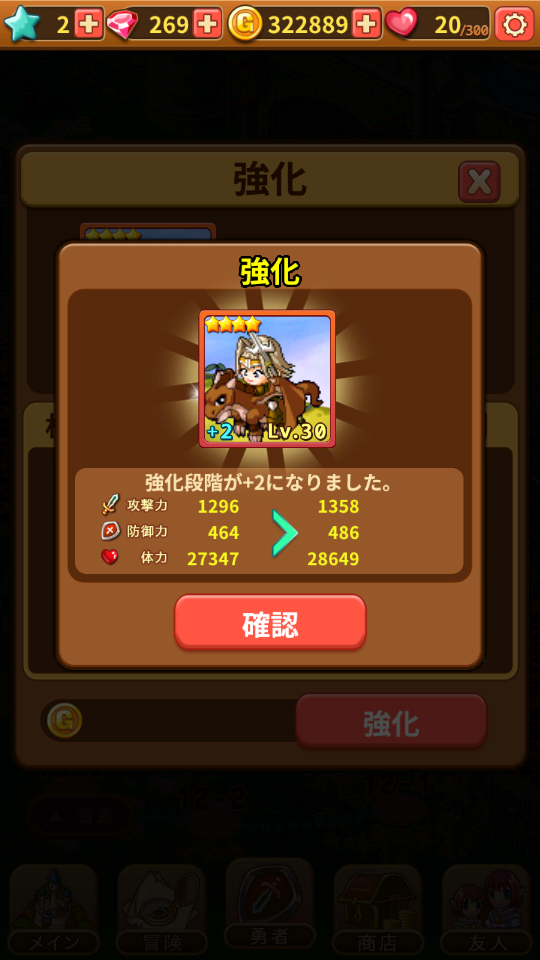 2 269 322889 20/300
強化
強化
+2 Lv.30
強化段階が+2になりました。
攻撃力 1296 1358
防御力 464 486
体力 27347 28649
確認
G 強化
メイン 冒険 勇者 商店 友人